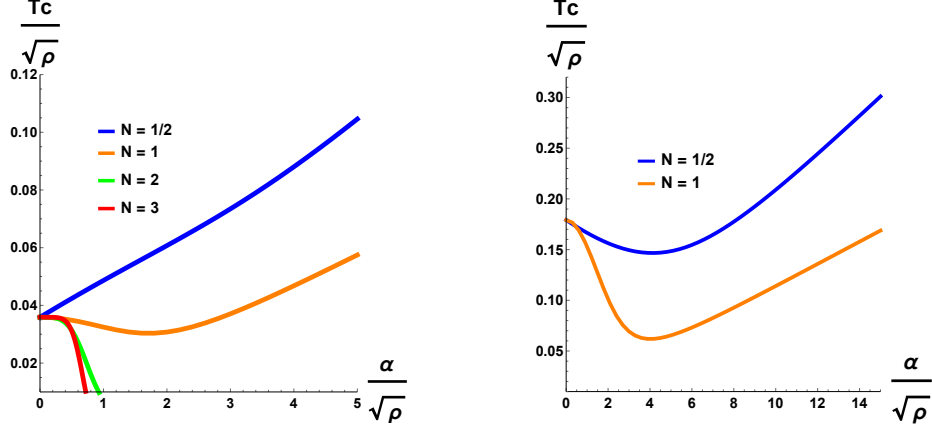 Tc
√ρ
0.12
0.10
0.08
0.06
0.04
0.02
N = 1/2
N = 1
N = 2
N = 3
0 1 2 3 4 5
α
√ρ
Tc
√ρ
0.30
0.25
0.20
0.15
0.10
0.05
N = 1/2
N = 1
0 2 4 6 8 10 12 14
α
√ρ